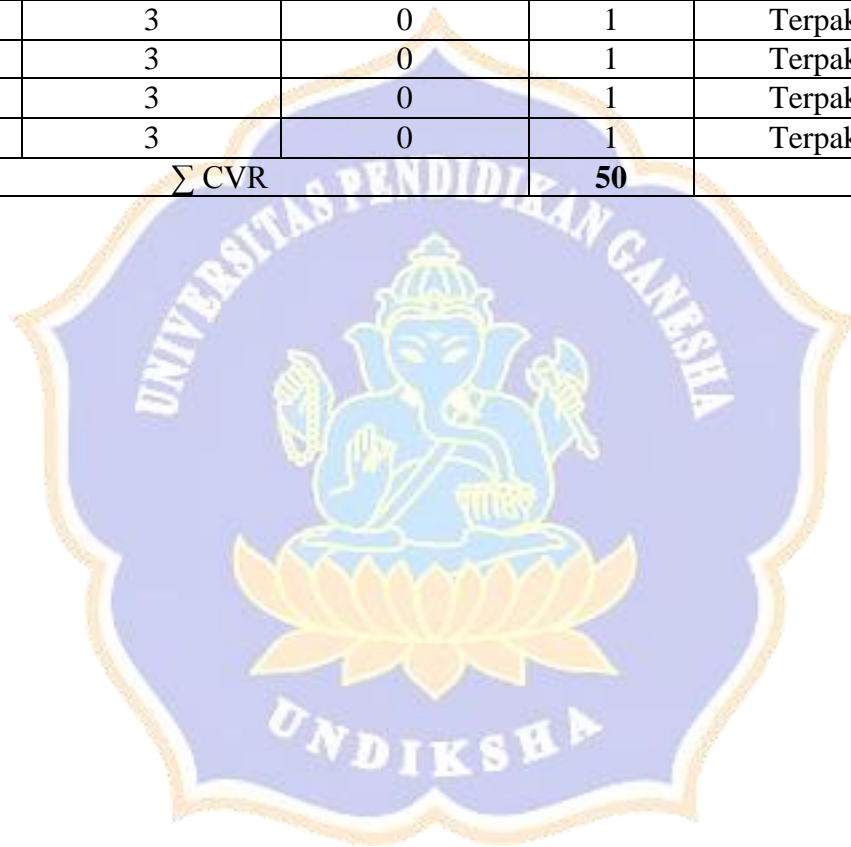 3 0 1 Terpak
3 0 1 Terpak
3 0 1 Terpak
3 0 1 Terpak
∑ CVR 50
UNIVERSITAS PENDIDIKAN GANESHA
UNDIKSHA